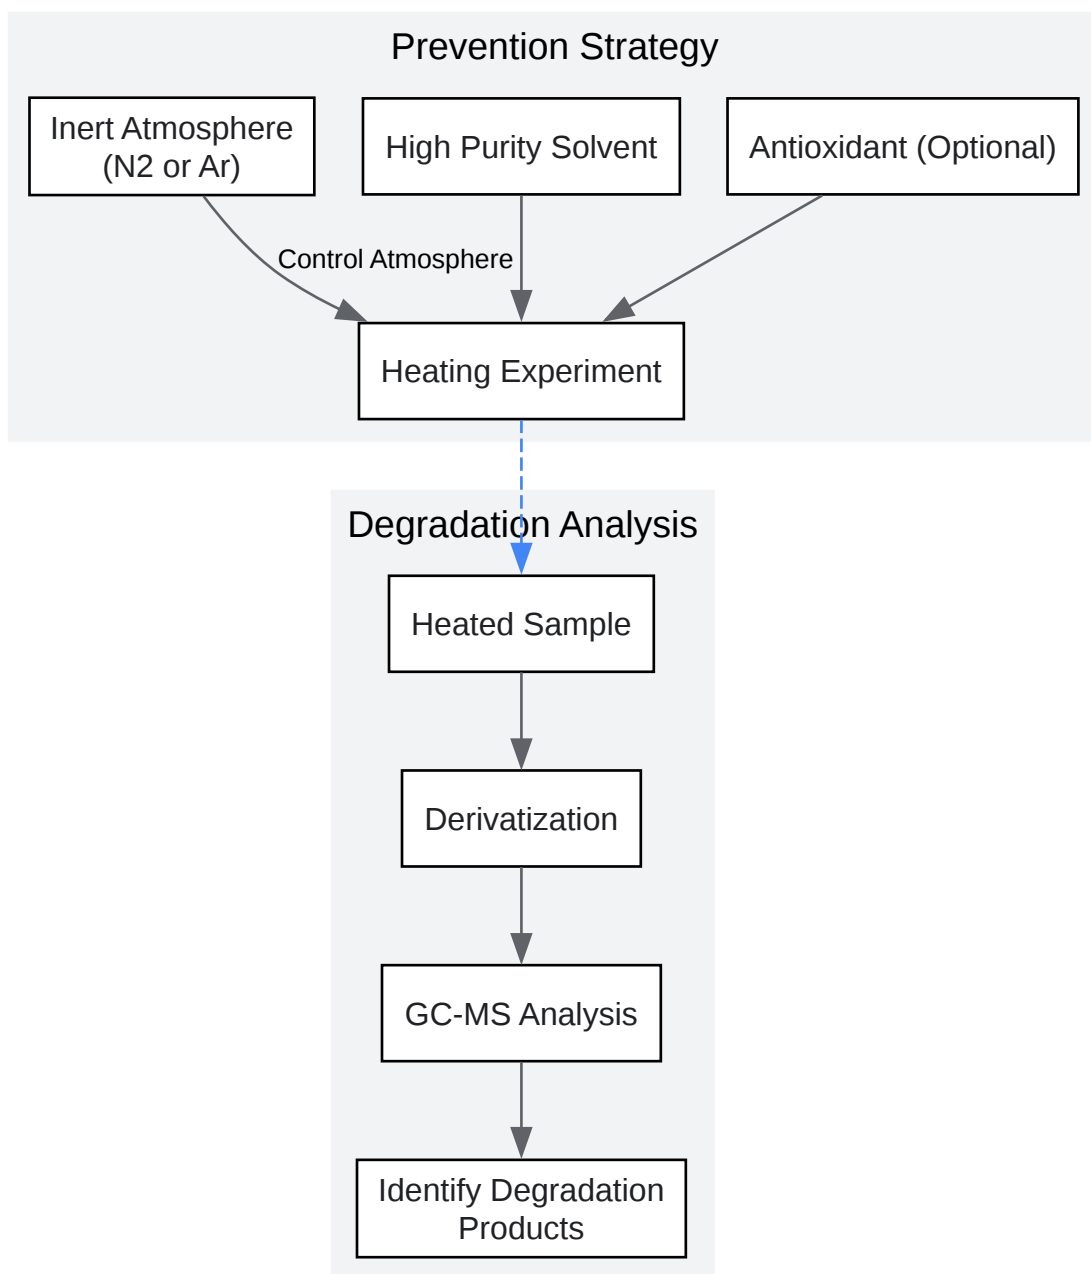 Prevention Strategy
Inert Atmosphere
(N2 or Ar)
High Purity Solvent
Antioxidant (Optional)
Control Atmosphere
Heating Experiment
Degradation Analysis
Heated Sample
Derivatization
GC-MS Analysis
Identify Degradation
Products